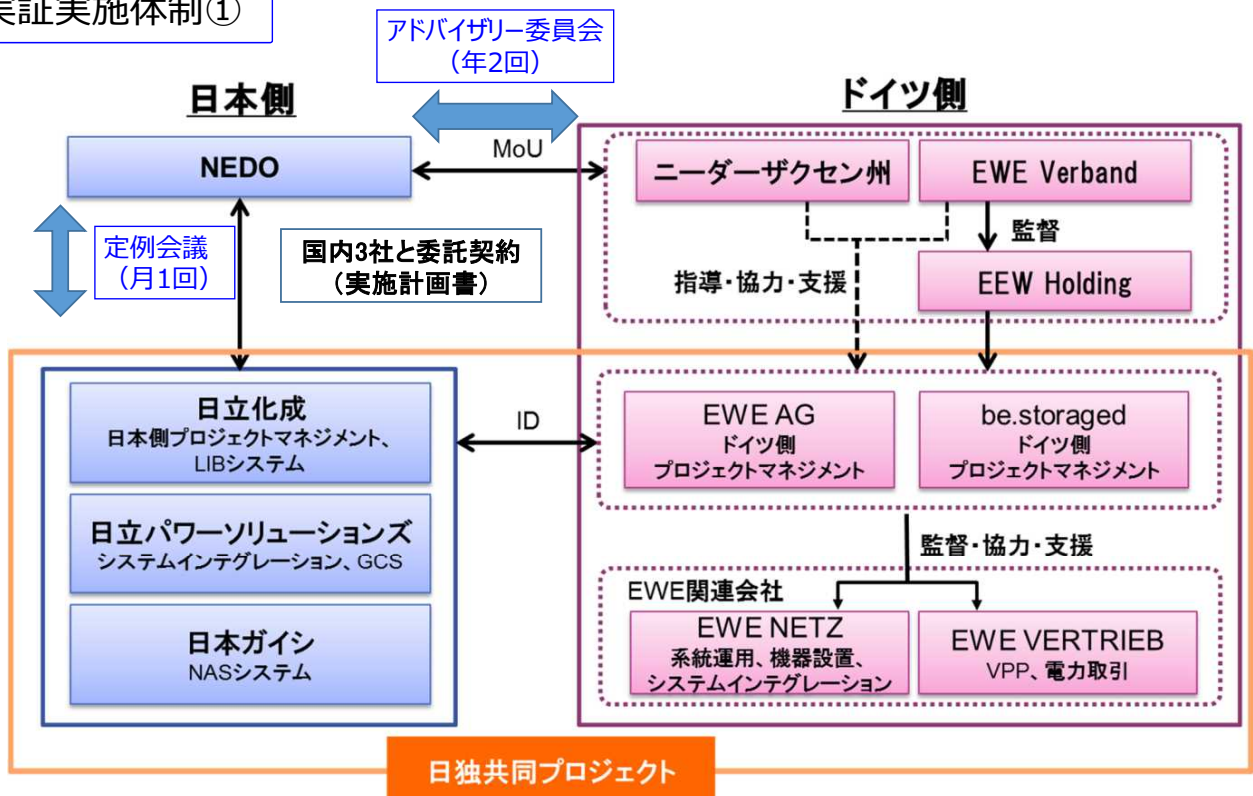 実証実施体制①
アドバイザリー委員会
（年2回）
日本側
ドイツ側
NEDO
MoU
ニーダーザクセン州
EWE Verband
監督
定例会議
（月1回）
国内3社と委託契約
（実施計画書）
指導・協力・支援
EEW Holding
日立化成
日本側プロジェクトマネジメント、
LIBシステム
ID
EWE AG
ドイツ側
プロジェクトマネジメント
be.storaged
ドイツ側
プロジェクトマネジメント
日立パワーソリューションズ
システムインテグレーション、GCS
監督・協力・支援
日本ガイシ
NASシステム
EWE関連会社
EWE NETZ
系統運用、機器設置、
システムインテグレーション
EWE VERTRIEB
VPP、電力取引
日独共同プロジェクト